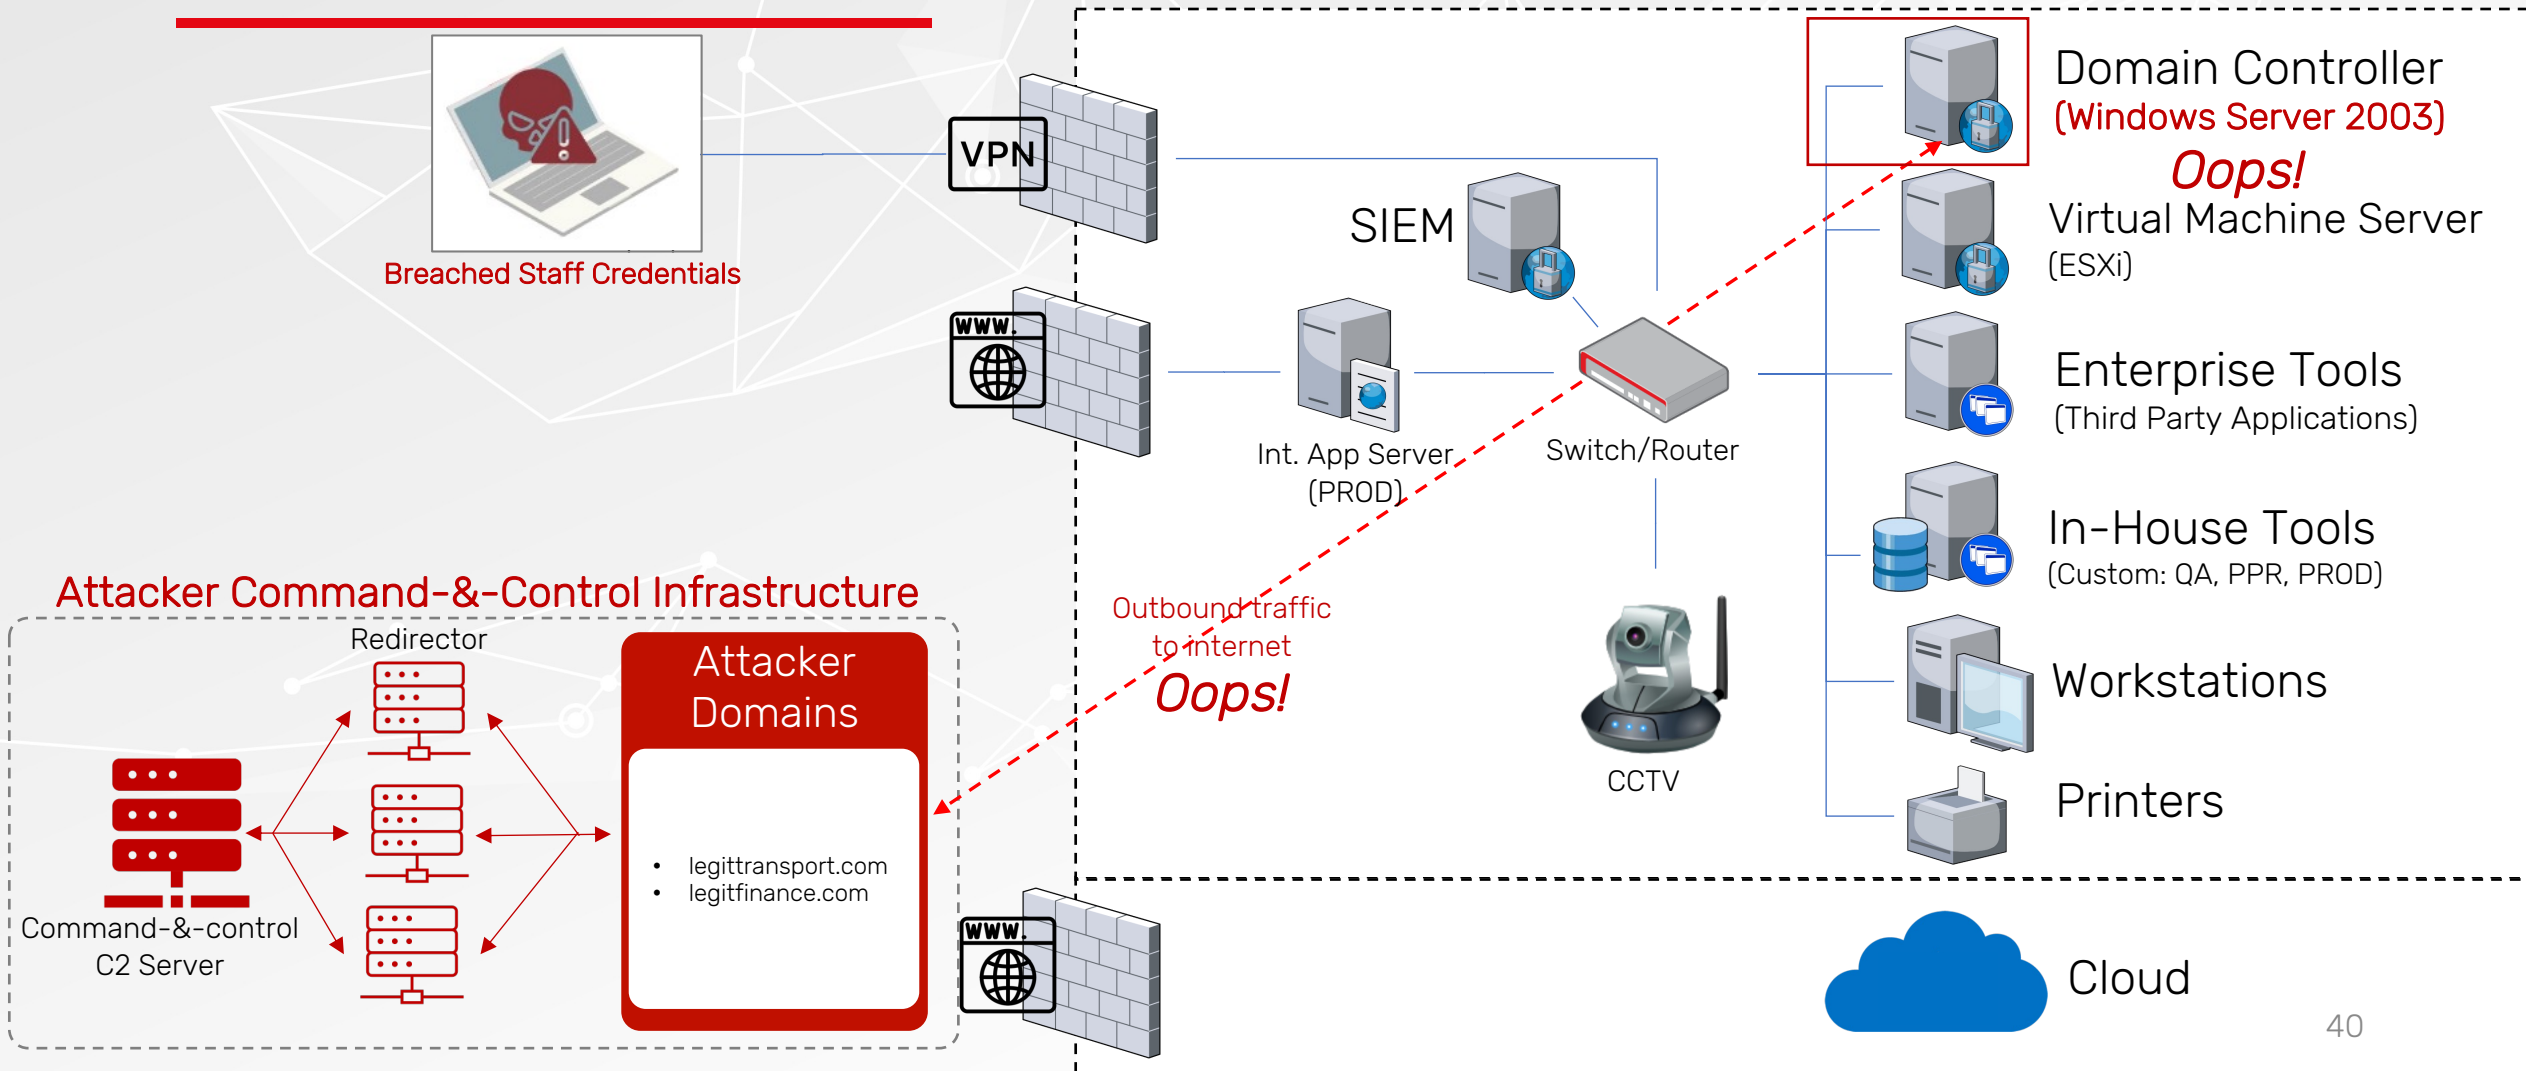 VPN
Breached Staff Credentials
WWW.
SIEM
Int. App Server
(PROD)
Switch/Router
CCTV
Domain Controller
(Windows Server 2003)
Oops!
Virtual Machine Server
(ESXi)
Enterprise Tools
(Third Party Applications)
In-House Tools
(Custom: QA, PPR, PROD)
Workstations
Printers
Outbound traffic
to internet
Oops!
Attacker Command-&-Control Infrastructure
Redirector
Command-&-control
C2 Server
Attacker
Domains
• legittransport.com
• legitfinance.com
WWW.
Cloud
40